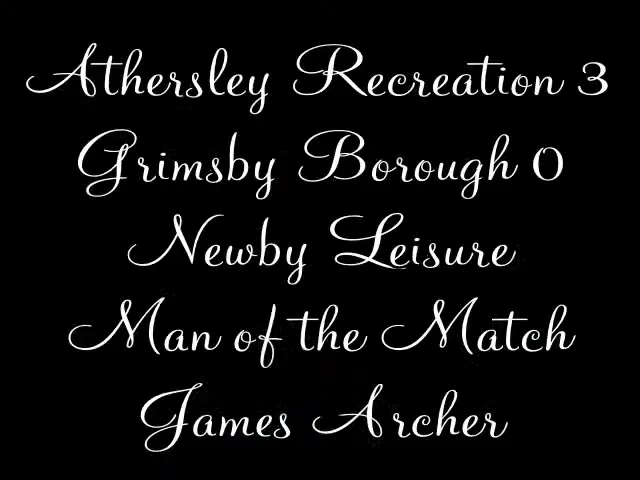 Athersley Recreation 3
Grimsby Borough 0
Newby Leisure
Man of the Match
James Archer